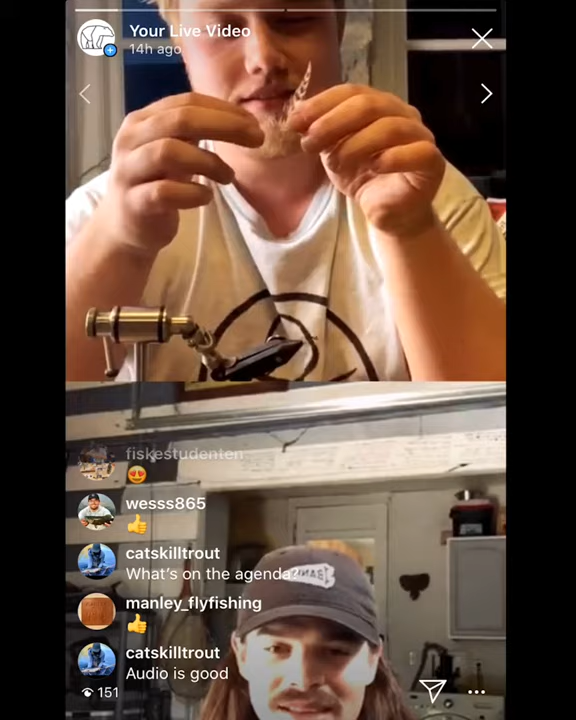 Your Live Video
14h ago
fiskestudenten
😍
wesss865
👍
catskilltrout
What's on the agenda?
manley_flyfishing
👍
catskilltrout
Audio is good
151